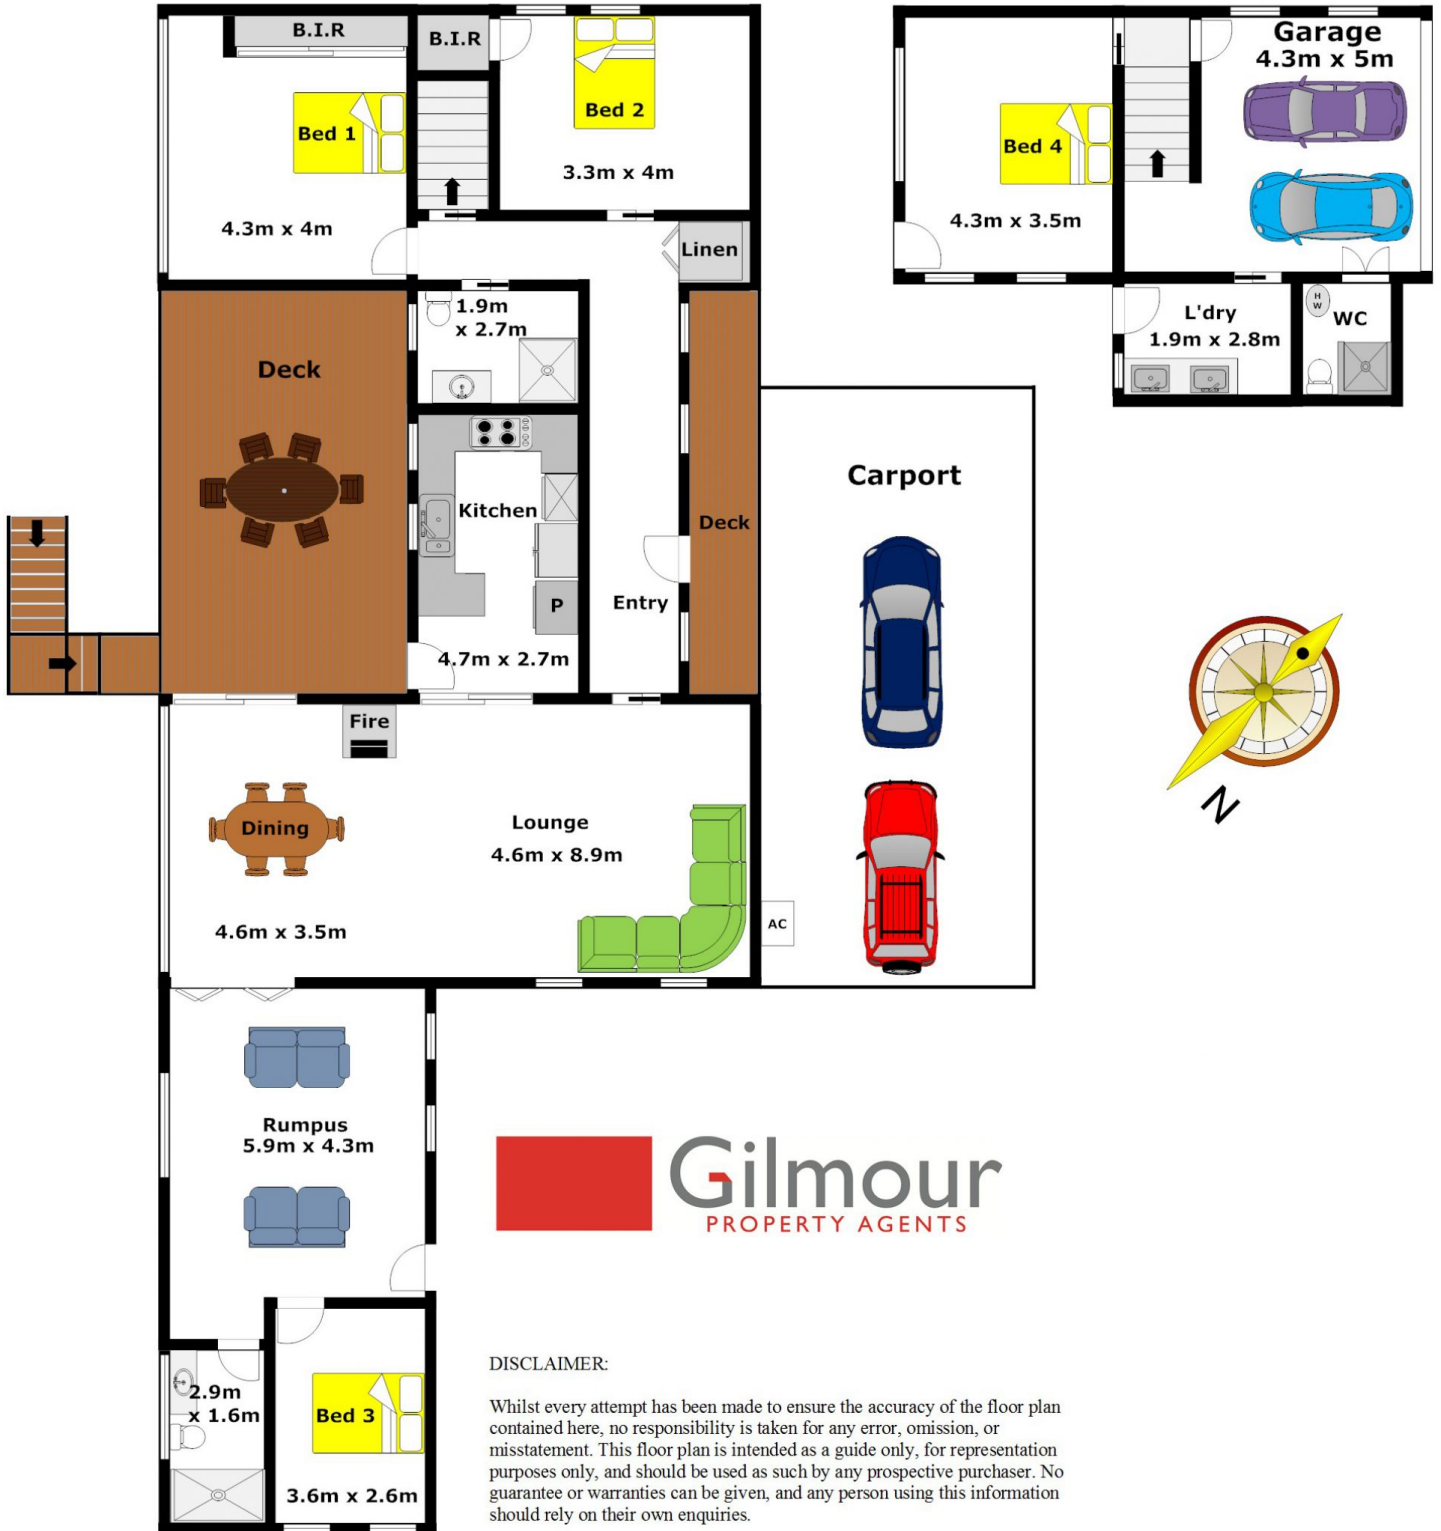 B.I.R
B.I.R
Bed 1
4.3m x 4m
Bed 2
3.3m x 4m
Linen
Bed 4
4.3m x 3.5m
Garage
4.3m x 5m
L'dry
1.9m x 2.8m
H
W
WC
Deck
1.9m
x 2.7m
Kitchen
P
4.7m x 2.7m
Entry
Deck
Carport
AC
N
Fire
Dining
4.6m x 3.5m
Lounge
4.6m x 8.9m
Rumpus
5.9m x 4.3m
2.9m
x 1.6m
Bed 3
3.6m x 2.6m
Gilmour
PROPERTY AGENTS
DISCLAIMER:
Whilst every attempt has been made to ensure the accuracy of the floor plan
contained here, no responsibility is taken for any error, omission, or
misstatement. This floor plan is intended as a guide only, for representation
purposes only, and should be used as such by any prospective purchaser. No
guarantee or warranties can be given, and any person using this information
should rely on their own enquiries.